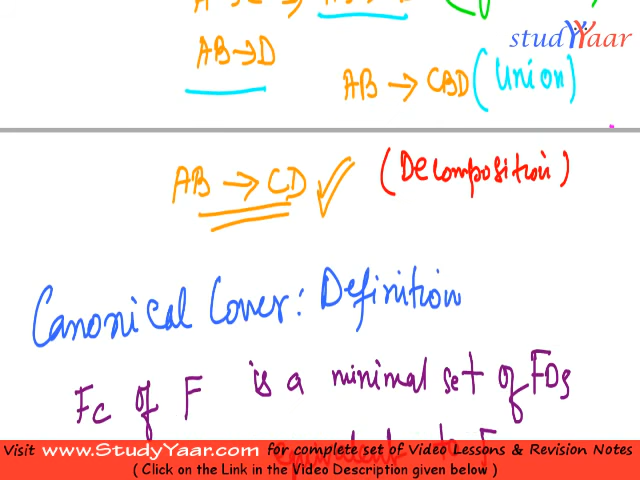 studYYaar
AB → D
AB → CBD (Union)
AB → CD ✓ (Decomposition)
Canonical Cover: Definition
Fc of F is a minimal set of FDs
Visit www.StudyYaar.com for complete set of Video Lessons & Revision Notes
( Click on the Link in the Video Description given below )